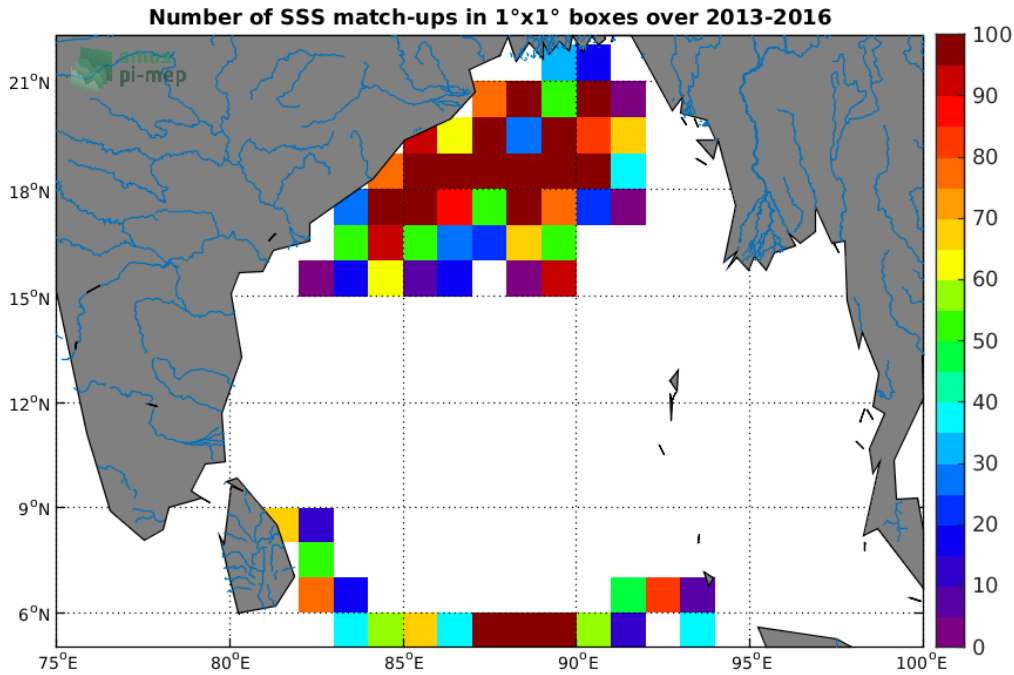 Number of SSS match-ups in 1°x1° boxes over 2013-2016
smos
pi-mep
21°N
18°N
15°N
12°N
9°N
6°N
75°E
80°E
85°E
90°E
95°E
100°E
100
90
80
70
60
50
40
30
20
10
0